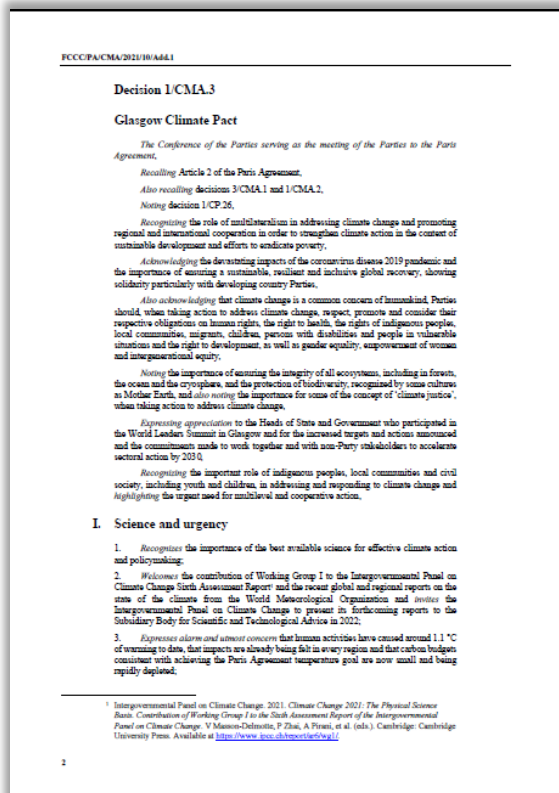 FCCC/PA/CMA/2021/10/Add.1
Decision 1/CMA.3
Glasgow Climate Pact
The Conference of the Parties serving as the meeting of the Parties to the Paris
Agreement,
Recalling Article 2 of the Paris Agreement,
Also recalling decisions 3/CMA.1 and 1/CMA.2,
Noting decision 1/CP.26,
Recognizing the role of multilateralism in addressing climate change and promoting
regional and international cooperation in order to strengthen climate action in the context of
sustainable development and efforts to eradicate poverty,
Acknowledging the devastating impacts of the coronavirus disease 2019 pandemic and
the importance of ensuring a sustainable, resilient and inclusive global recovery, showing
solidarity particularly with developing country Parties,
Also acknowledging that climate change is a common concern of humankind, Parties
should, when taking action to address climate change, respect, promote and consider their
respective obligations on human rights, the right to health, the rights of indigenous peoples,
local communities, migrants, children, persons with disabilities and people in vulnerable
situations and the right to development, as well as gender equality, empowerment of women
and intergenerational equity,
Noting the importance of ensuring the integrity of all ecosystems, including in forests,
the ocean and the cryosphere, and the protection of biodiversity, recognized by some cultures
as Mother Earth, and also noting the importance for some of the concept of ‘climate justice’,
when taking action to address climate change,
Expressing appreciation to the Heads of State and Government who participated in
the World Leaders Summit in Glasgow and for the increased targets and actions announced
and the commitments made to work together and with non-Party stakeholders to accelerate
sectoral action by 2030,
Recognizing the important role of indigenous peoples, local communities and civil
society, including youth and children, in addressing and responding to climate change and
highlighting the urgent need for multilevel and cooperative action,
I. Science and urgency
1. Recognizes the importance of the best available science for effective climate action
and policymaking;
2. Welcomes the contribution of Working Group I to the Intergovernmental Panel on
Climate Change Sixth Assessment Report¹ and the recent global and regional reports on the
state of the climate from the World Meteorological Organization and invites the
Intergovernmental Panel on Climate Change to present its forthcoming reports to the
Subsidiary Body for Scientific and Technological Advice in 2022;
3. Expresses alarm and utmost concern that human activities have caused around 1.1 °C
of warming to date, that impacts are already being felt in every region and that carbon budgets
consistent with achieving the Paris Agreement temperature goal are now small and being
rapidly depleted;
¹ Intergovernmental Panel on Climate Change. 2021. Climate Change 2021: The Physical Science
Basis. Contribution of Working Group I to the Sixth Assessment Report of the Intergovernmental
Panel on Climate Change. V Masson-Delmotte, P Zhai, A Pirani, et al. (eds.). Cambridge: Cambridge
University Press. Available at https://www.ipcc.ch/report/ar6/wg1/.
2